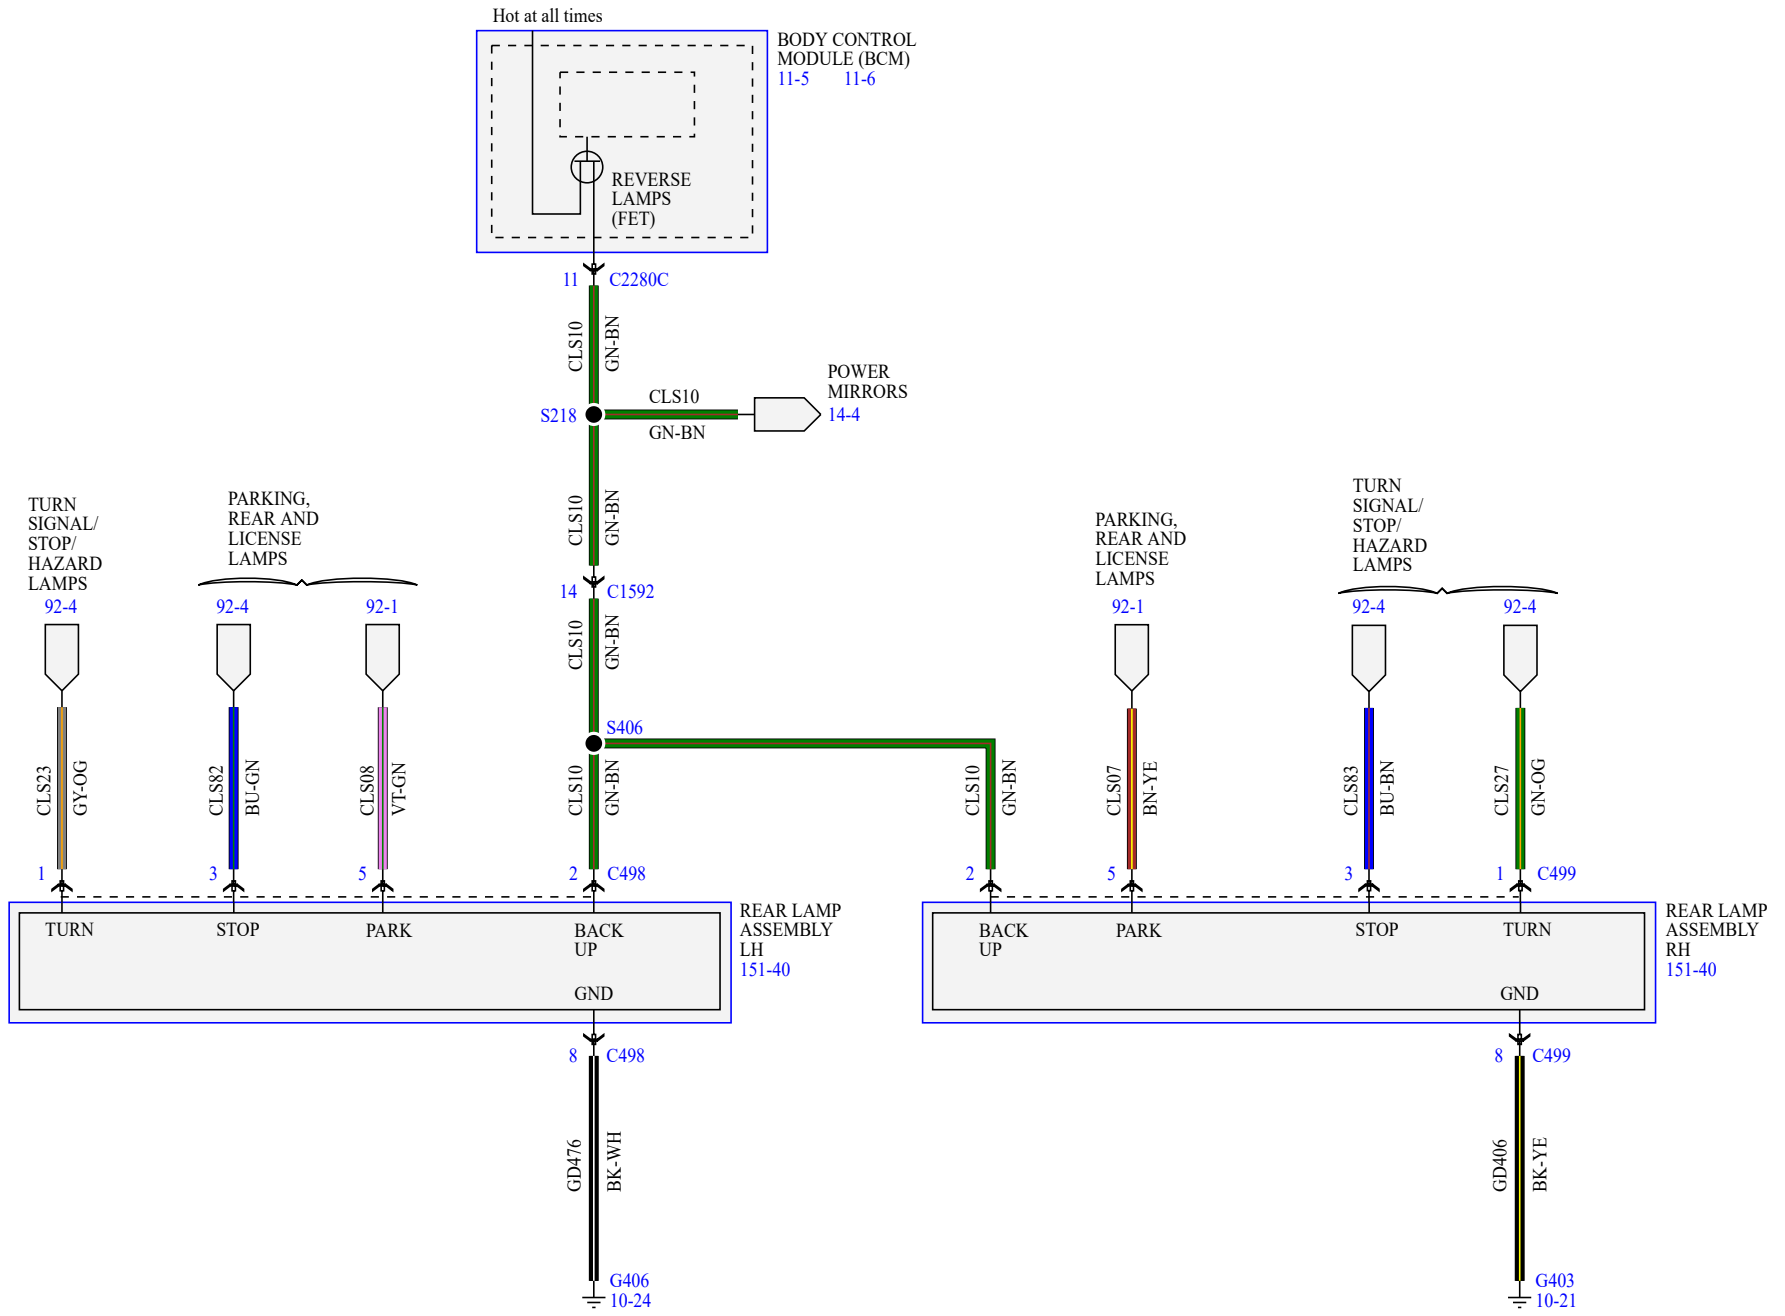 Hot at all times
BODY CONTROL
MODULE (BCM)
11-5 11-6
REVERSE
LAMPS
(FET)
11 C2280C
CLS10
GN-BN
S218
CLS10
GN-BN
POWER
MIRRORS
14-4
CLS10
GN-BN
14 C1592
CLS10
GN-BN
S406
CLS10
GN-BN
TURN
SIGNAL/
STOP/
HAZARD
LAMPS
92-4
PARKING,
REAR AND
LICENSE
LAMPS
92-4
92-1
CLS23
GY-OG
CLS82
BU-GN
CLS08
VT-GN
1
3
5
2 C498
TURN
STOP
PARK
BACK
UP
GND
REAR LAMP
ASSEMBLY
LH
151-40
8 C498
GD476
BK-WH
G406
10-24
PARKING,
REAR AND
LICENSE
LAMPS
92-1
TURN
SIGNAL/
STOP/
HAZARD
LAMPS
92-4
92-4
CLS10
GN-BN
CLS07
BN-YE
CLS83
BU-BN
CLS27
GN-OG
2
5
3
1 C499
BACK
UP
PARK
STOP
TURN
GND
REAR LAMP
ASSEMBLY
RH
151-40
8 C499
GD406
BK-YE
G403
10-21